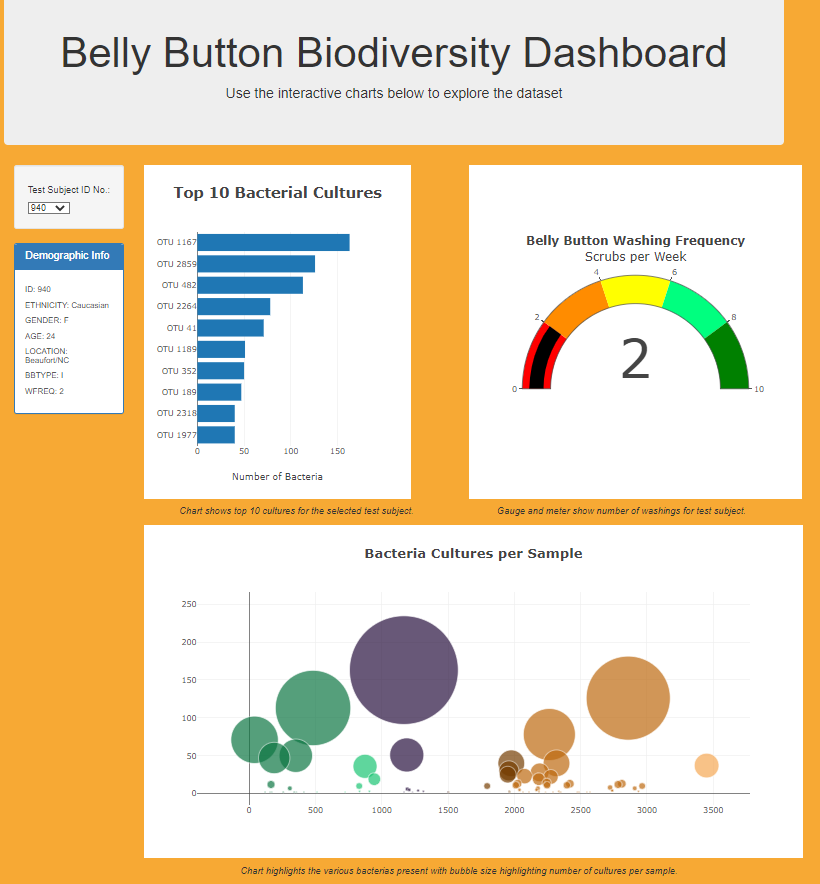 Belly Button Biodiversity Dashboard
Use the interactive charts below to explore the dataset
Test Subject ID No.:
940
Demographic Info
ID: 940
ETHNICITY: Caucasian
GENDER: F
AGE: 24
LOCATION:
Beaufort/NC
BBTYPE: I
WFREQ: 2
Top 10 Bacterial Cultures
OTU 1167
OTU 2859
OTU 482
OTU 2264
OTU 41
OTU 1189
OTU 352
OTU 189
OTU 2318
OTU 1977
0 50 100 150
Number of Bacteria
Chart shows top 10 cultures for the selected test subject.
Belly Button Washing Frequency
Scrubs per Week
4 6
2 8
2
0 10
Gauge and meter show number of washings for test subject.
Bacteria Cultures per Sample
250
200
150
100
50
0
0 500 1000 1500 2000 2500 3000 3500
Chart highlights the various bacterias present with bubble size highlighting number of cultures per sample.